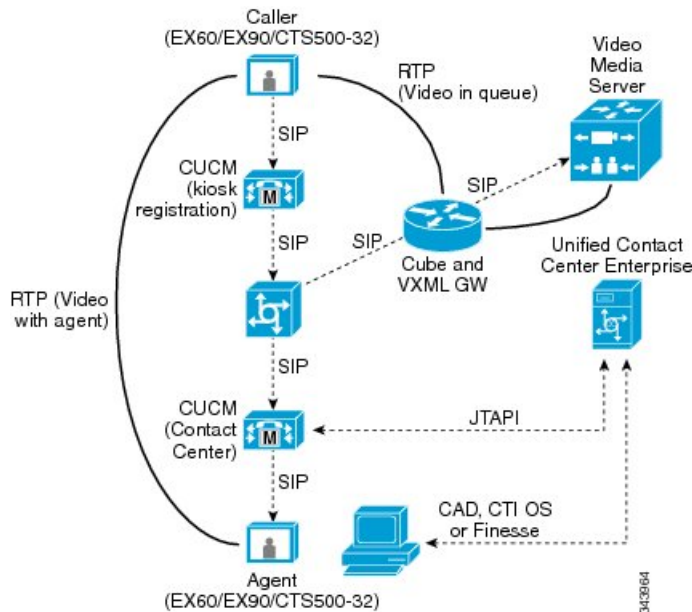 Caller
(EX60/EX90/CTS500-32)
RTP
(Video in queue)
Video
Media
Server
SIP
CUCM
(kiosk
registration)
M
SIP
SIP
SIP
Cube and
VXML GW
Unified Contact
Center Enterprise
RTP (Video
with agent)
SIP
CUCM
(Contact
Center)
M
JTAPI
SIP
CAD, CTI OS
or Finesse
Agent
(EX60/EX90/CTS500-32)
343964